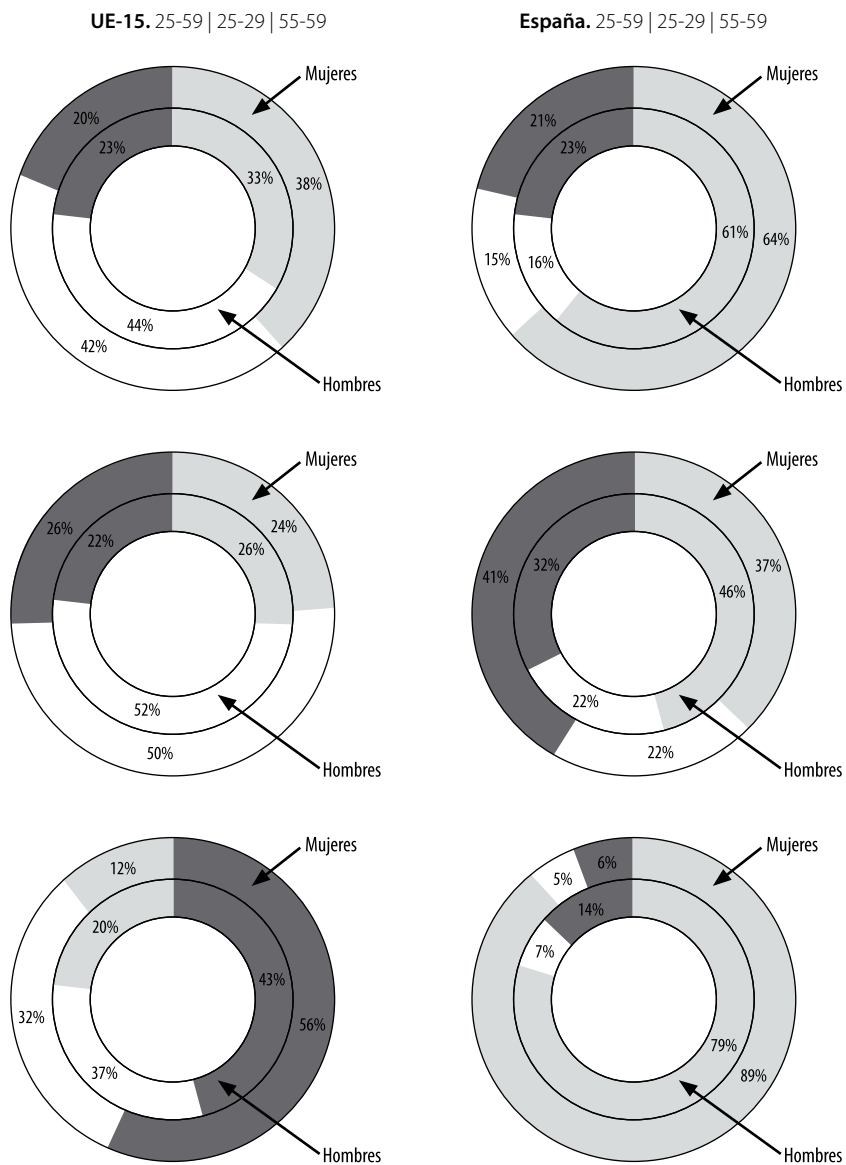 UE-15. 25-59 | 25-29 | 55-59
España. 25-59 | 25-29 | 55-59
Mujeres
20%
23%
33%
38%
44%
42%
Hombres
Mujeres
21%
23%
61%
64%
15%
16%
Hombres
Mujeres
26%
22%
24%
26%
52%
50%
Hombres
Mujeres
41%
32%
37%
46%
22%
22%
Hombres
Mujeres
12%
20%
43%
56%
32%
37%
Hombres
Mujeres
6%
5%
14%
7%
79%
89%
Hombres